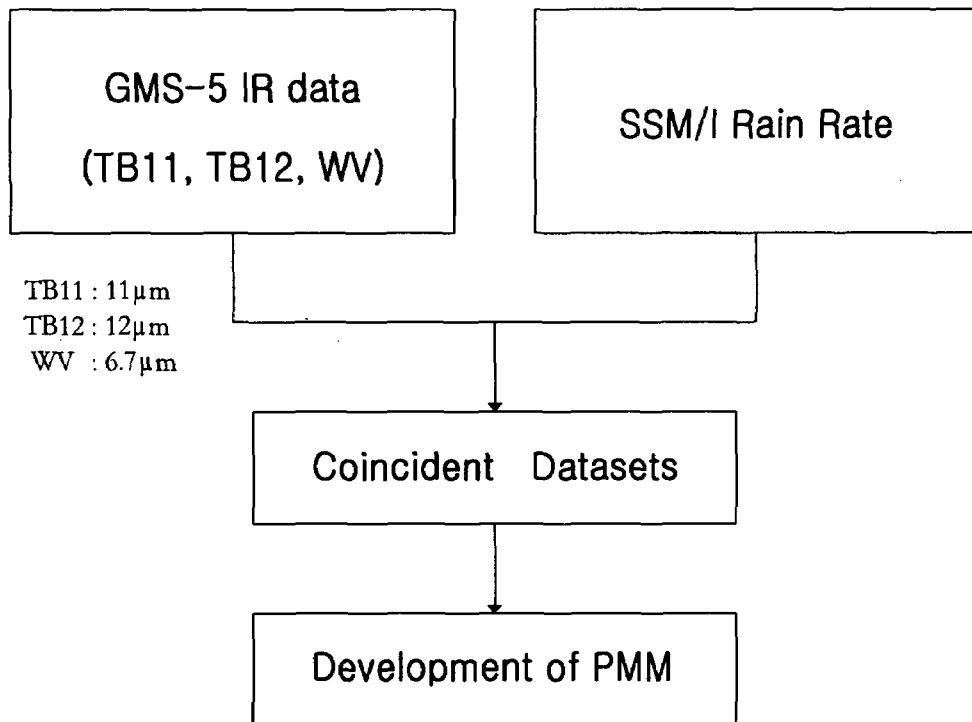 GMS-5 IR data
(TB11, TB12, WV)
SSM/I Rain Rate
TB11 : 11μm
TB12 : 12μm
WV : 6.7μm
Coincident Datasets
Development of PMM